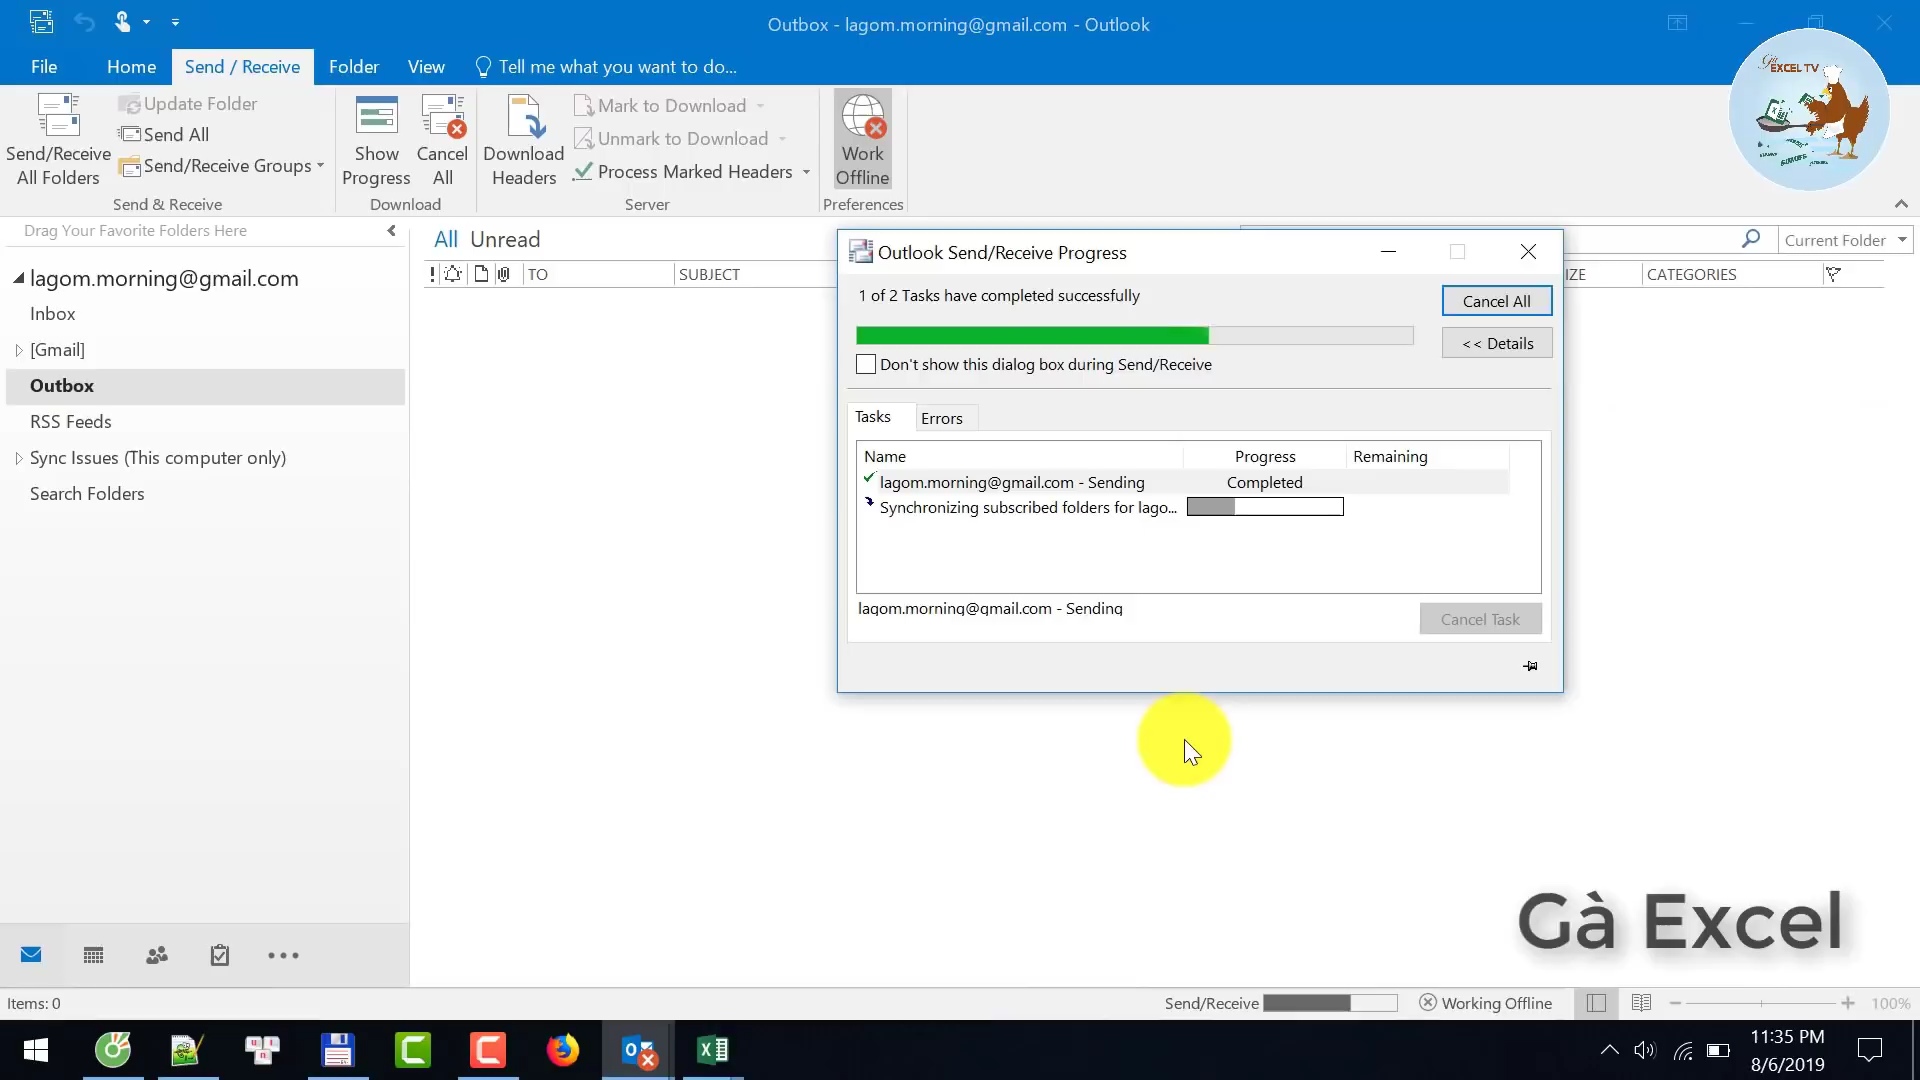 Outbox - lagom.morning@gmail.com - Outlook
File
Home
Send / Receive
Folder
View
Tell me what you want to do...
Send/Receive
All Folders
Update Folder
Send All
Send/Receive Groups
Send & Receive
Show
Progress
Cancel
All
Download
Download
Headers
Mark to Download
Unmark to Download
Process Marked Headers
Server
Work
Offline
Preferences
Gà
EXCEL TV
Drag Your Favorite Folders Here
lagom.morning@gmail.com
Inbox
[Gmail]
Outbox
RSS Feeds
Sync Issues (This computer only)
Search Folders
All Unread
Current Folder
TO
SUBJECT
IZE
CATEGORIES
Outlook Send/Receive Progress
1 of 2 Tasks have completed successfully
Cancel All
<< Details
Don't show this dialog box during Send/Receive
Tasks
Errors
Name
Progress
Remaining
lagom.morning@gmail.com - Sending
Completed
Synchronizing subscribed folders for lago...
lagom.morning@gmail.com - Sending
Cancel Task
Gà Excel
Items: 0
Send/Receive
Working Offline
100%
11:35 PM
8/6/2019